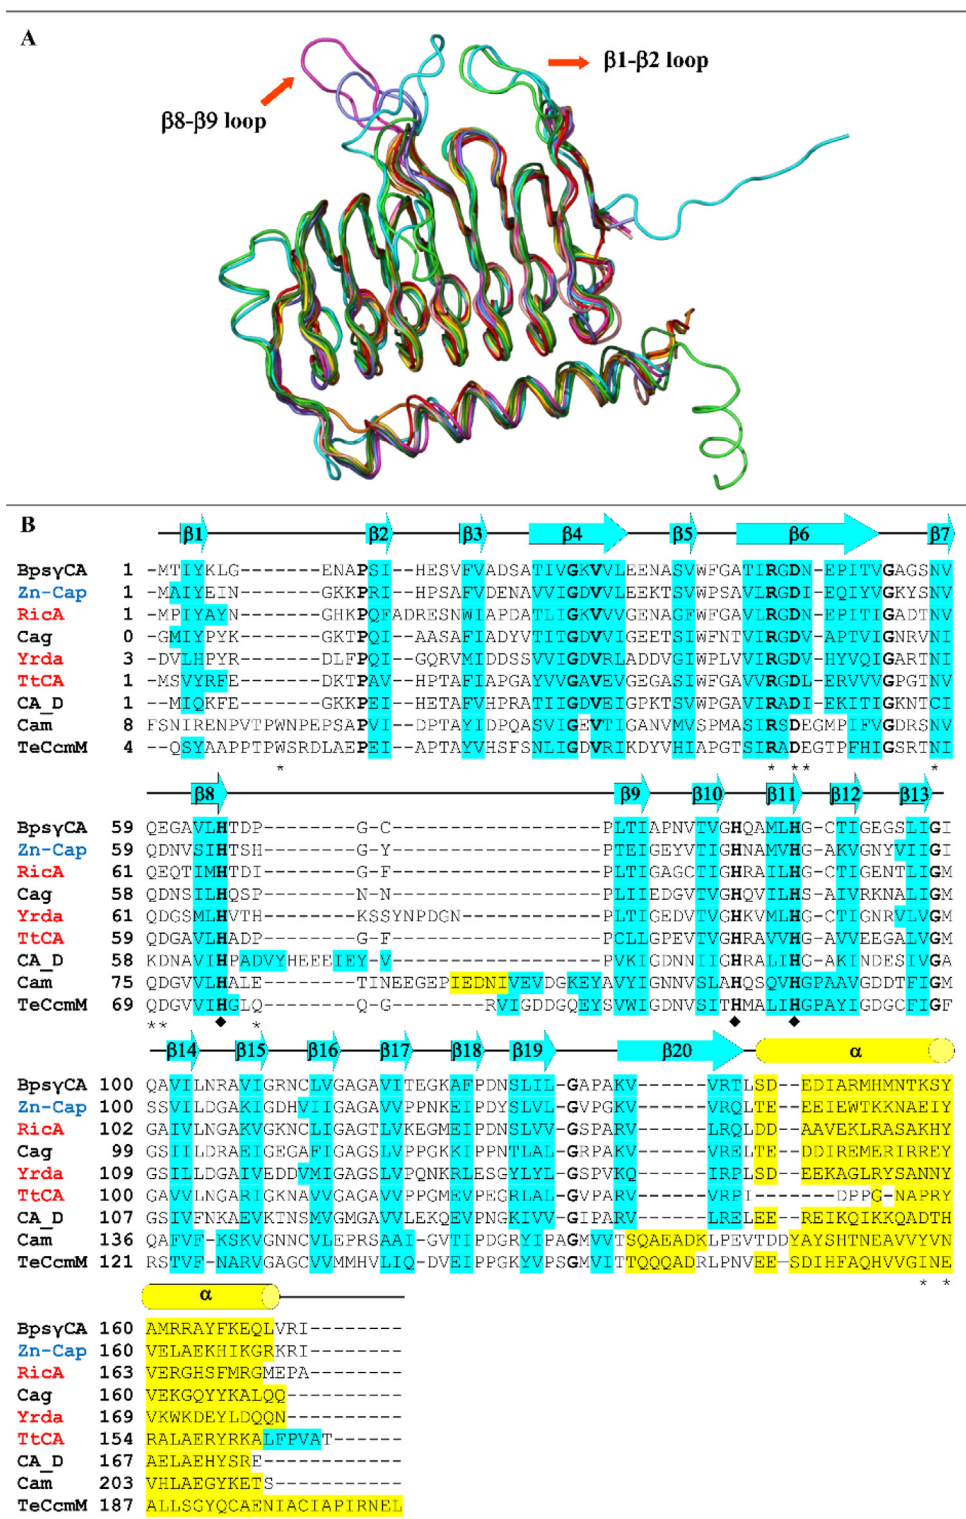 A
β1-β2 loop
β8-β9 loop
B
β1 β2 β3 β4 β5 β6 β7
BpsγCA 1 -MTIYKLG-------ENAPSI--HESVFVADSATIVGKVVLEENASVWFGATIRGDN-EPITVGAGSNV
Zn-Cap 1 -MAIYEIN-------GKKPRI--HPSAFVDENAVVIGDVVLEEKTSVWPSAVLRGDI-EQIYVGKYSNV
RicA 1 -MPIYAYN-------GHKPQFADRESNWIAPDATLIGKVVVGENAGFWFGAVLRGDN-EPITIGADTNV
Cag 0 -GMIYPYK-------GKTPQI--AASAFIADYVTITGDVVIGEETSIWFNTVIRGDV-APTVIGNRVNI
Yrda 3 -DVLHPYR-------DLFPQI--GQRVMIDDSSVVIGDVRLADDVGIWPLVVIRGDV-HYVQIGARTNI
TtCA 1 -MSVYRFE-------DKTPAV--HPTAFIAPGAYVVGAVEVGEGASIWFGAVVRGDL-ERVVVGPGTNV
CA_D 1 -MIQKFE--------GKTPKI--HETAFIHPRATIIGDVEIGPKTSVWPGAVIRADI-EKITIGKNTCI
Cam 8 FSNIRENPVTPWNPEPSAPVI--DPTAYIDPQASVIGEVTIGANVMVSPMASIRSDEGMPIFVGDRSNV
TeCcmM 4 --QSYAAPPTPWSRDLAEPEI--APTAYVHSFSNLIGDVRIKDYVHIAPGTSIRADEGTPFHIGSRTNI
* * ** *
β8 β9 β10 β11 β12 β13
BpsγCA 59 QEGAVLHTDP--------G-C----------------PLTIAPNVTVGHQAMLHG-CTIGEGSLIGI
Zn-Cap 59 QDNVSIHTSH--------G-Y----------------PTEIGEYVTIGHNAMVHG-AKVGNYVIIGI
RicA 61 QEQTIMHTDI--------G-F----------------PLTIGAGCTIGHRAILHG-CTIGENTLIGM
Cag 58 QDNSILHQSP--------N-N----------------PLIIEDGVTVGHQVILHS-AIVRKNALIGM
Yrda 61 QDGSMLHVTH--------KSSYNPDGN----------PLTIGEDVTVGHKVMLHG-CTIGNRVLVGM
TtCA 59 QDGAVLHADP--------G-F----------------PCLLGPEVTVGHRAVVHG-AVVEEGALVGM
CA_D 58 KDNAVIHPADVYHEEEIEY-V----------------PVKIGDNNIIGHRALIHG-AKINDESIVGA
Cam 75 QDGVVLHALE--------TINEEGEPIEDNIVEVDGKEYAVYIGNNVSLAHQSQVHGPAAVGDDTFIGM
TeCcmM 69 QDGVVIHGLQ--------Q-G-------RVIGDDGQEYSVWIGDNVSITHMALIHGPAYIGDGCFIGF
** ◆ * ◆ ◆
β14 β15 β16 β17 β18 β19 β20 α
BpsγCA 100 QAVILNRAVIGRNCLVGAGAVITEGKAFPDNSLIL-GAPAKV------VRTLSD--EDIARMHMNTKSY
Zn-Cap 100 SSVILDGAKIGDHVIIGAGAVVPPNKEIPDYSLVL-GVPGKV------VRQLTE--EEIEWTKKNAEIY
RicA 102 GAIVLNGAKVGKNCLIGAGTLVKEGMEIPDNSLVV-GSPARV------LRQLDD--AAVEKLRASAKHY
Cag 99 GSIILDRAEIGEGAFIGAGSLVPPGKKIPPNTLAL-GRPAKV------VRELTE--DDIREMERIRREY
Yrda 109 GSILLDGAIVEDDVMIGAGSLVPQNKRLESGYLYL-GSPVKQ------IRPLSD--EEKAGLRYSANNY
TtCA 100 GAVVLNGARIGKNAVVGAGAVVPPGMEVPEGRLAL-GVPARV------VRPI-------DPPG-NAPRY
CA_D 107 GSIVFNKAEVKTNSMVGMGAVVLEKQEVPNGKIVV-GIPARV------LRELEE--REIKQIKKQADTH
Cam 136 QAFVF-KSKVGNNCVLEPRSAAI-GVTIPDGRYIPAGMVVTSQAEADKLPEVTDDYAYSHTNEAVVYVN
TeCcmM 121 RSTVF-NARVGAGCVVMMHVLIQ-DVEIPPGKYVPSGMVITTQQQADRLPNVEE--SDIHFAQHVVGINE
* *
α
BpsγCA 160 AMRRAYFKEQLVRI--------
Zn-Cap 160 VELAEKHIKGRKRI--------
RicA 163 VERGHSFMRGMEPA--------
Cag 160 VEKGQYYKALQQ----------
Yrda 169 VKWKDEYLDQQN----------
TtCA 154 RALAERYRKALFPVAT------
CA_D 167 AELAEHYSRE------------
Cam 203 VHLAEGYKETS-----------
TeCcmM 187 ALLSGYQCAENIACIAPIRNEL